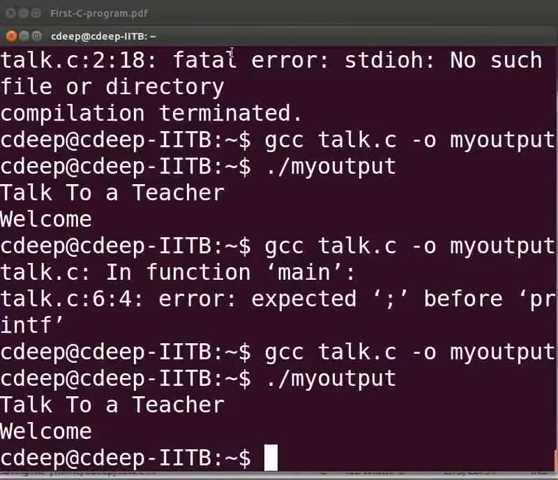 First-C-program.pdf
cdeep@cdeep-IITB: ~
talk.c:2:18: fatal error: stdioh: No such
file or directory
compilation terminated.
cdeep@cdeep-IITB:~$ gcc talk.c -o myoutput
cdeep@cdeep-IITB:~$ ./myoutput
Talk To a Teacher
Welcome
cdeep@cdeep-IITB:~$ gcc talk.c -o myoutput
talk.c: In function ‘main’:
talk.c:6:4: error: expected ‘;’ before ‘pr
intf’
cdeep@cdeep-IITB:~$ gcc talk.c -o myoutput
cdeep@cdeep-IITB:~$ ./myoutput
Talk To a Teacher
Welcome
cdeep@cdeep-IITB:~$